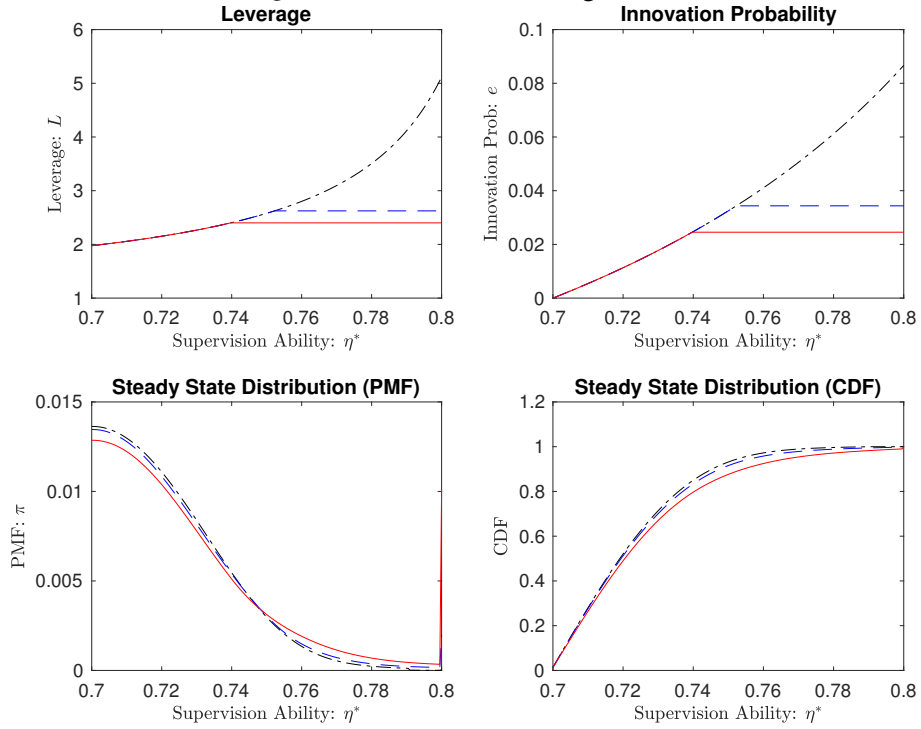 Leverage
6
5
4
3
2
1
0.7 0.72 0.74 0.76 0.78 0.8
Leverage: L
Supervision Ability: η*
Innovation Probability
0.1
0.08
0.06
0.04
0.02
0
0.7 0.72 0.74 0.76 0.78 0.8
Innovation Prob: e
Supervision Ability: η*
Steady State Distribution (PMF)
0.015
0.01
0.005
0
0.7 0.72 0.74 0.76 0.78 0.8
PMF: π
Supervision Ability: η*
Steady State Distribution (CDF)
1.2
1
0.8
0.6
0.4
0.2
0
0.7 0.72 0.74 0.76 0.78 0.8
CDF
Supervision Ability: η*